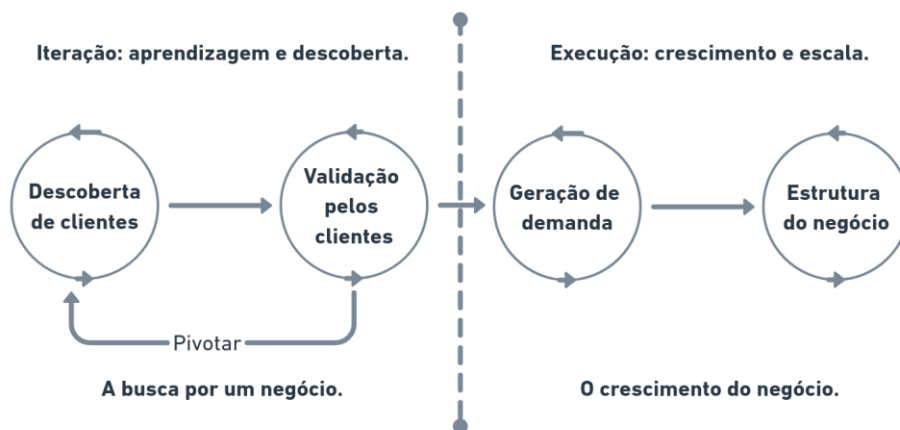 Iteração: aprendizagem e descoberta.
Execução: crescimento e escala.
Descoberta
de clientes
Validação
pelos
clientes
Geração de
demanda
Estrutura
do negócio
Pivotar
A busca por um negócio.
O crescimento do negócio.